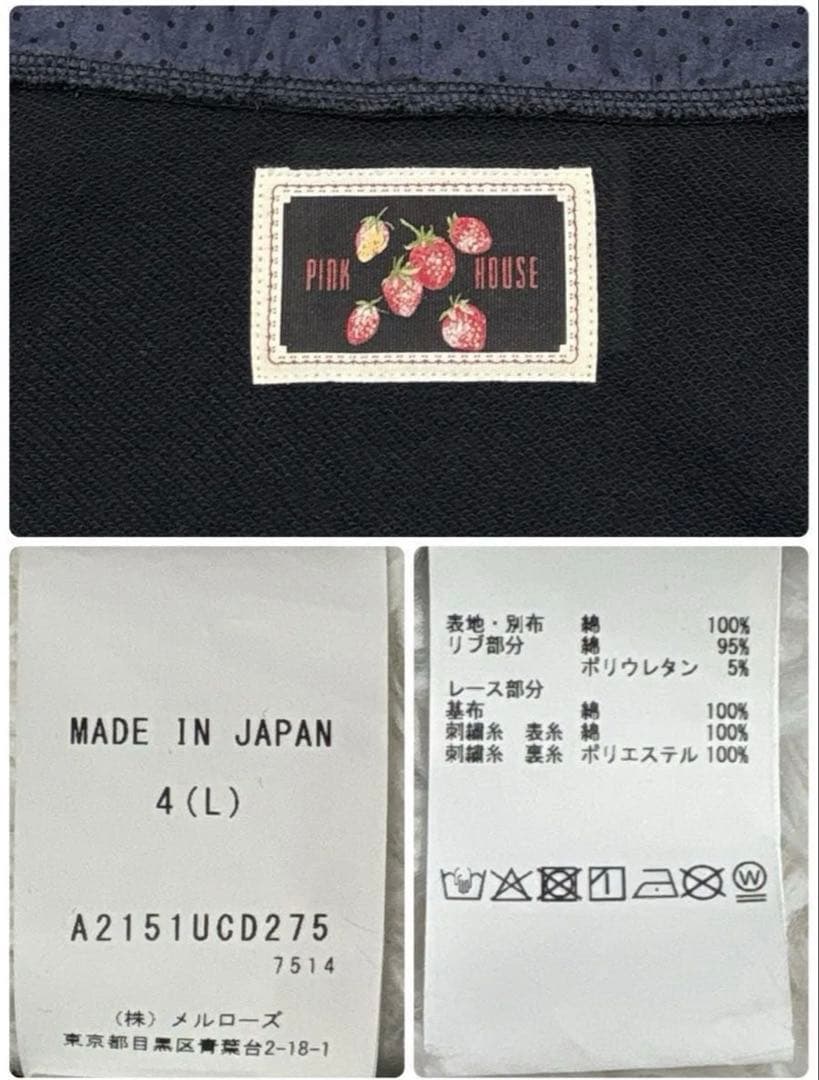 PINK HOUSE
MADE IN JAPAN
4(L)
A2151UCD275
7514
(株)メルローズ
東京都目黒区青葉台2-18-1
表地・別布 綿 100%
リブ部分 綿 95%
ポリウレタン 5%
レース部分
基布 綿 100%
刺繍糸 表糸 綿 100%
刺繍糸 裏糸 ポリエステル 100%
W